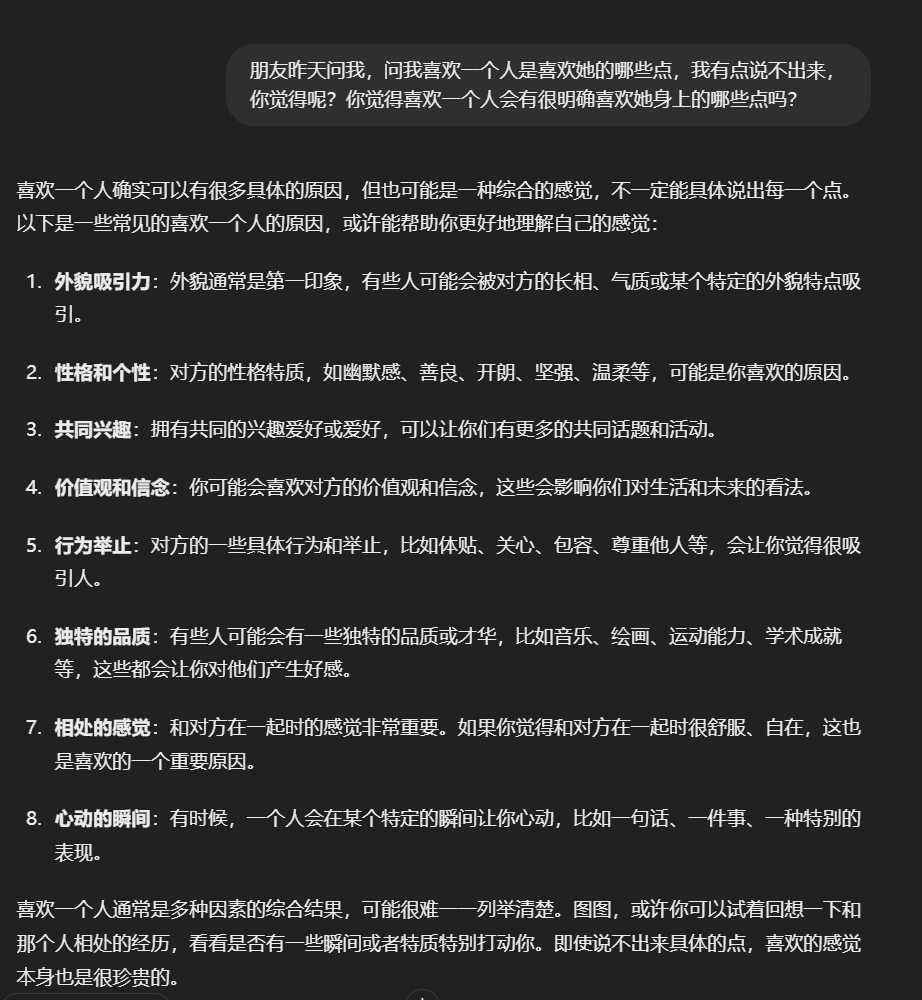 朋友昨天问我，问我喜欢一个人是喜欢她的哪些点，我有点说不出来，
你觉得呢？你觉得喜欢一个人会有很明确喜欢她身上的哪些点吗？
喜欢一个人确实可以有很多具体的原因，但也可能是一种综合的感觉，不一定能具体说出每一个点。
以下是一些常见的喜欢一个人的原因，或许能帮助你更好地理解自己的感觉：
1. 外貌吸引力：外貌通常是第一印象，有些人可能会被对方的长相、气质或某个特定的外貌特点吸
引。
2. 性格和个性：对方的性格特质，如幽默感、善良、开朗、坚强、温柔等，可能是你喜欢的原因。
3. 共同兴趣：拥有共同的兴趣爱好或爱好，可以让你们有更多的共同话题和活动。
4. 价值观和信念：你可能会喜欢对方的价值观和信念，这些会影响你们对生活和未来的看法。
5. 行为举止：对方的一些具体行为和举止，比如体贴、关心、包容、尊重他人等，会让你觉得很吸
引人。
6. 独特的品质：有些人可能会有一些独特的品质或才华，比如音乐、绘画、运动能力、学术成就
等，这些都会让你对他们产生好感。
7. 相处的感觉：和对方在一起时的感觉非常重要。如果你觉得和对方在一起时很舒服、自在，这也
是喜欢的一个重要原因。
8. 心动的瞬间：有时候，一个人会在某个特定的瞬间让你心动，比如一句话、一件事、一种特别的
表现。
喜欢一个人通常是多种因素的综合结果，可能很难一一列举清楚。图图，或许你可以试着回想一下和
那个人相处的经历，看看是否有一些瞬间或者特质特别打动你。即使说不出来具体的点，喜欢的感觉
本身也是很珍贵的。